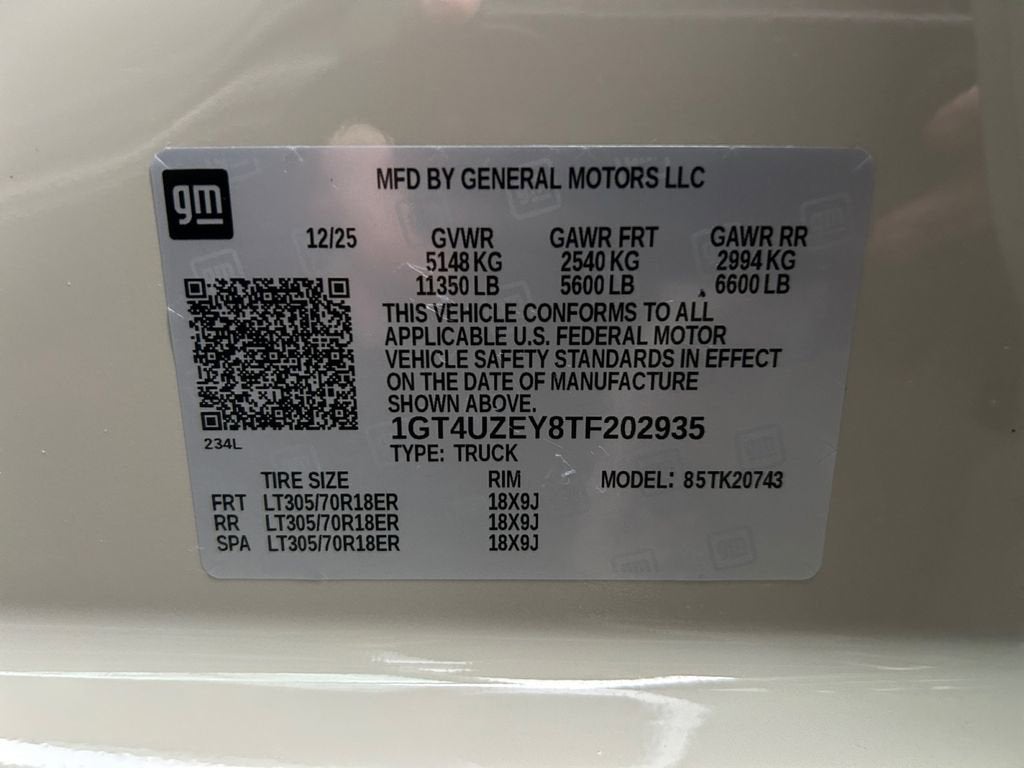 gm
MFD BY GENERAL MOTORS LLC
12/25 GVWR GAWR FRT GAWR RR
5148 KG 2540 KG 2994 KG
11350 LB 5600 LB 6600 LB
THIS VEHICLE CONFORMS TO ALL
APPLICABLE U.S. FEDERAL MOTOR
VEHICLE SAFETY STANDARDS IN EFFECT
ON THE DATE OF MANUFACTURE
SHOWN ABOVE.
1GT4UZEY8TF202935
234L
TYPE: TRUCK
TIRE SIZE RIM MODEL: 85TK20743
FRT LT305/70R18ER 18X9J
RR LT305/70R18ER 18X9J
SPA LT305/70R18ER 18X9J